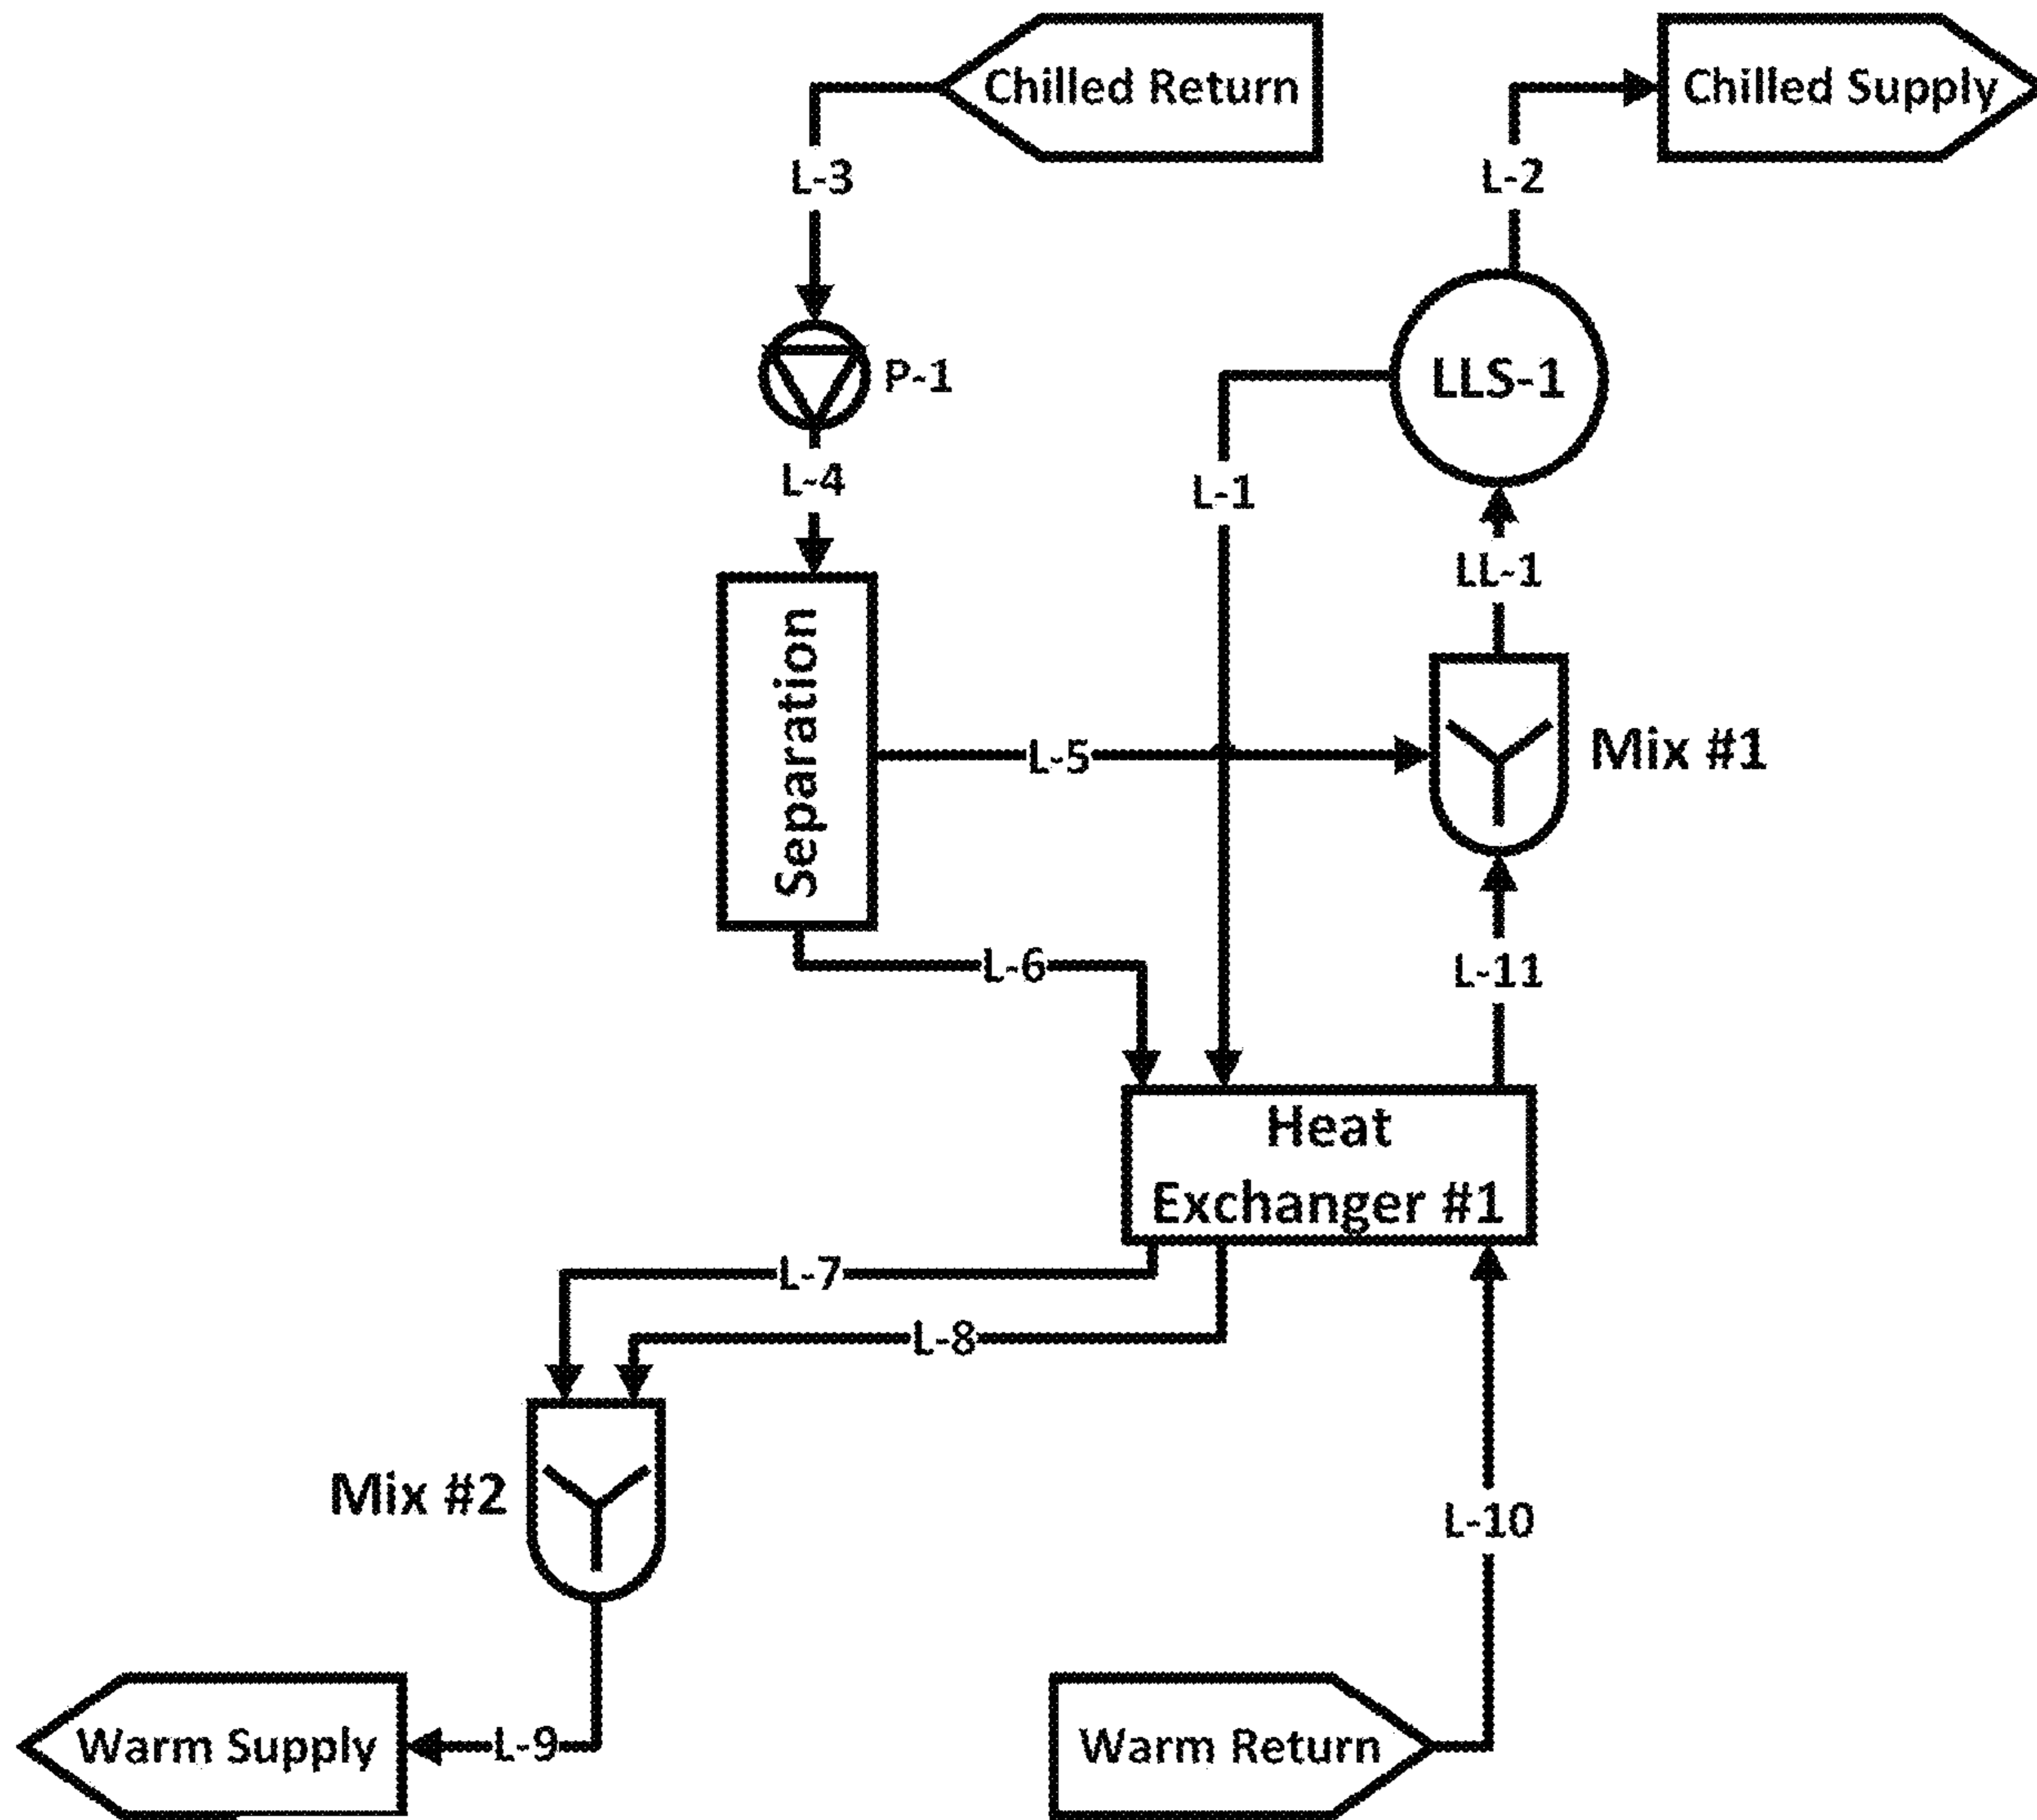 Chilled Return
Chilled Supply
L-3
L-2
P-1
LLS-1
L-4
L-1
LL-1
Separation
L-5
Mix #1
L-6
L-11
Heat
Exchanger #1
L-7
L-8
Mix #2
L-10
Warm Supply
L-9
Warm Return